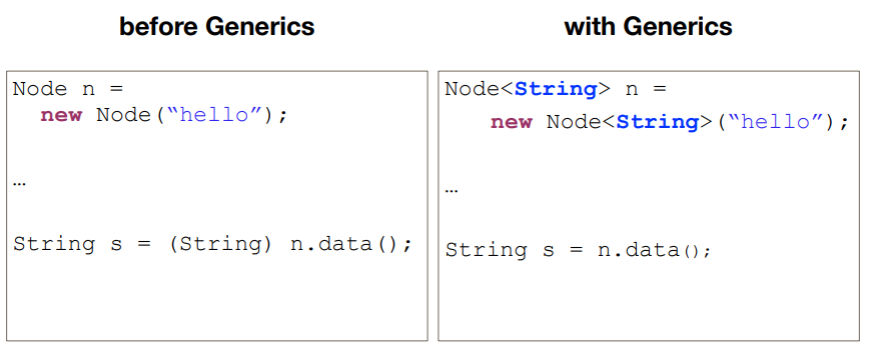 before Generics
Node n =
new Node(“hello”);
…
String s = (String) n.data();
with Generics
Node<String> n =
new Node<String>(“hello”);
…
String s = n.data();